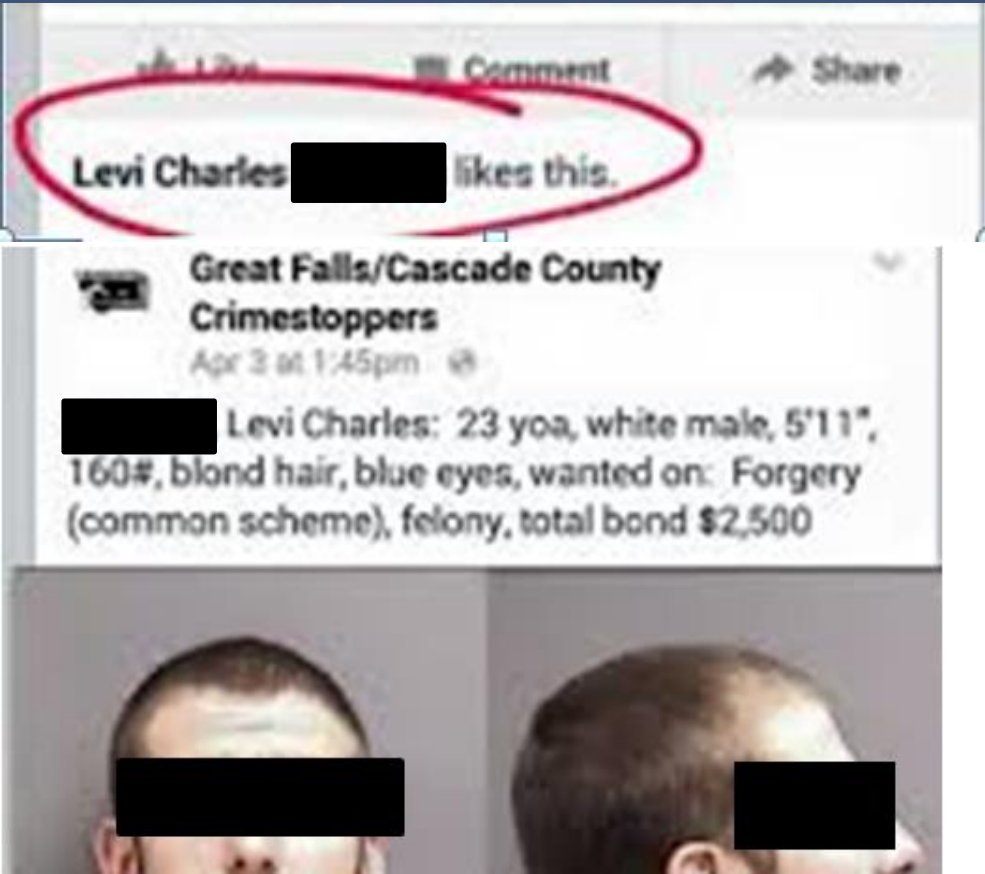 Like Comment Share
Levi Charles likes this.
Great Falls/Cascade County
Crimestoppers
Apr 3 at 1:45pm
Levi Charles: 23 yoa, white male, 5'11",
160#, blond hair, blue eyes, wanted on: Forgery
(common scheme), felony, total bond $2,500